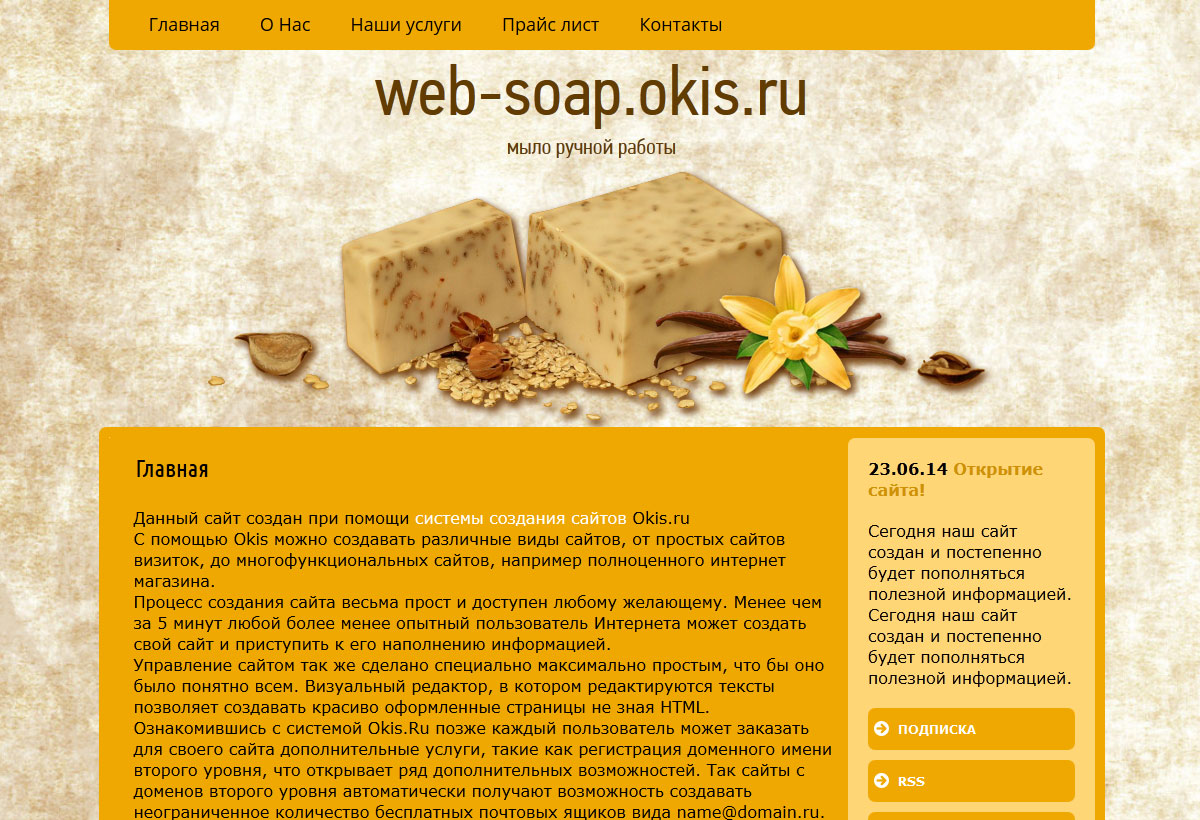 Главная О Нас Наши услуги Прайс лист Контакты
web-soap.okis.ru
мыло ручной работы
Главная
Данный сайт создан при помощи системы создания сайтов Okis.ru
С помощью Okis можно создавать различные виды сайтов, от простых сайтов
визиток, до многофункциональных сайтов, например полноценного интернет
магазина.
Процесс создания сайта весьма прост и доступен любому желающему. Менее чем
за 5 минут любой более менее опытный пользователь Интернета может создать
свой сайт и приступить к его наполнению информацией.
Управление сайтом так же сделано специально максимально простым, что бы оно
было понятно всем. Визуальный редактор, в котором редактируются тексты
позволяет создавать красиво оформленные страницы не зная HTML.
Ознакомившись с системой Okis.Ru позже каждый пользователь может заказать
для своего сайта дополнительные услуги, такие как регистрация доменного имени
второго уровня, что открывает ряд дополнительных возможностей. Так сайты с
доменов второго уровня автоматически получают возможность создавать
неограниченное количество бесплатных почтовых ящиков вида name@domain.ru.
23.06.14 Открытие
сайта!
Сегодня наш сайт
создан и постепенно
будет пополняться
полезной информацией.
Сегодня наш сайт
создан и постепенно
будет пополняться
полезной информацией.
ПОДПИСКА
RSS